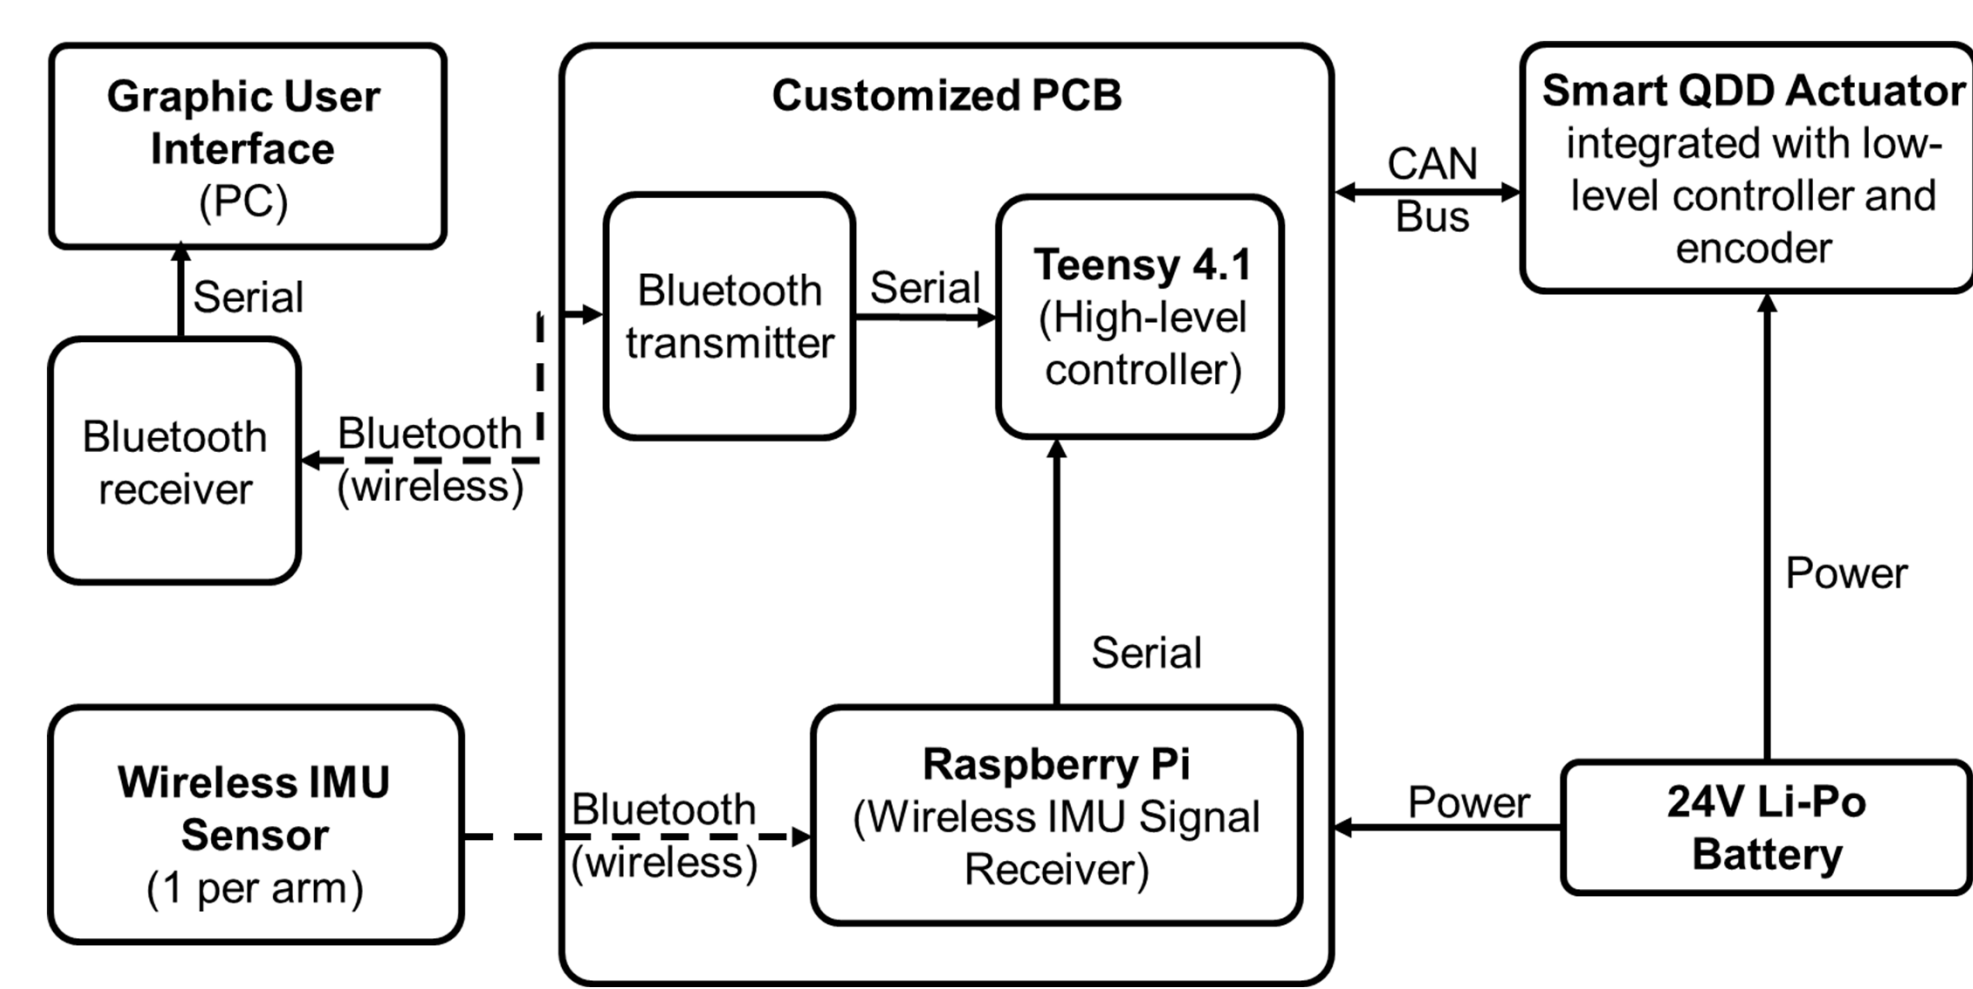 Graphic User
Interface
(PC)
Serial
Bluetooth
receiver
Bluetooth
(wireless)
Wireless IMU
Sensor
(1 per arm)
Bluetooth
(wireless)
Customized PCB
Bluetooth
transmitter
Serial
Teensy 4.1
(High-level
controller)
Serial
Raspberry Pi
(Wireless IMU Signal
Receiver)
CAN
Bus
Smart QDD Actuator
integrated with low-
level controller and
encoder
Power
Power
24V Li-Po
Battery